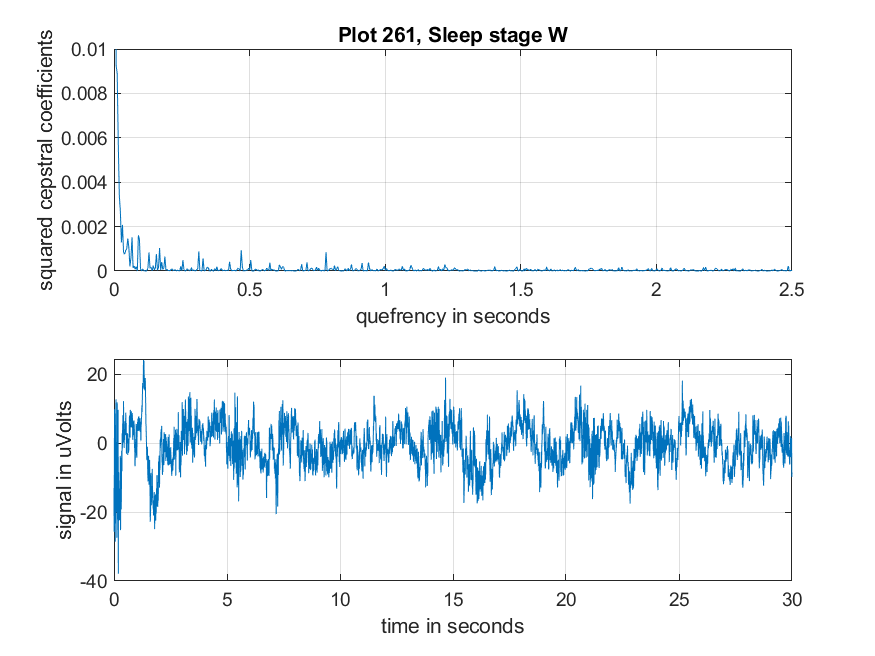 Plot 261, Sleep stage W
squared cepstral coefficients
0.01
0.008
0.006
0.004
0.002
0
0 0.5 1 1.5 2 2.5
quefrency in seconds
signal in uVolts
20
0
-20
-40
0 5 10 15 20 25 30
time in seconds